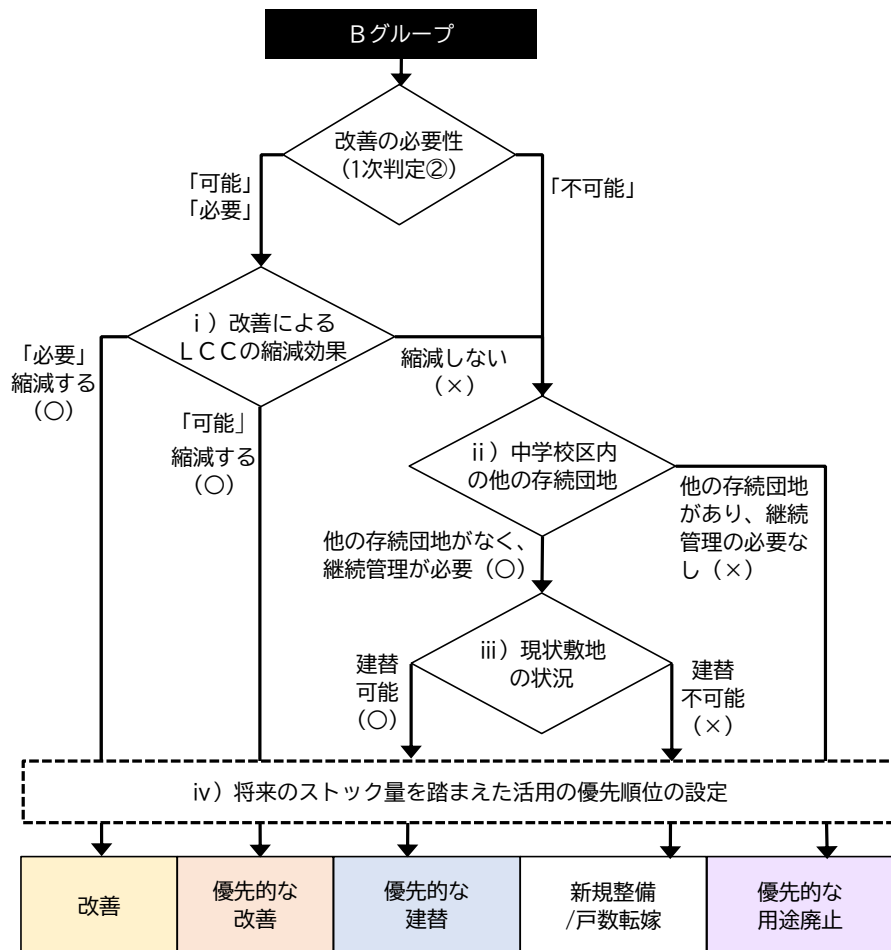 Ｂグループ
改善の必要性
(1次判定②)
「可能」
「必要」
「不可能」
ⅰ）改善による
ＬＣＣの縮減効果
「必要」
縮減する
（○）
「可能」
縮減する
（○）
縮減しない
（×）
ⅱ）中学校区内
の他の存続団地
他の存続団地がなく、
継続管理が必要（○）
他の存続団地
があり、継続
管理の必要な
し（×）
ⅲ）現状敷地
の状況
建替
可能
（○）
建替
不可能
（×）
ⅳ）将来のストック量を踏まえた活用の優先順位の設定
改善
優先的な
改善
優先的な
建替
新規整備
/戸数転嫁
優先的な
用途廃止